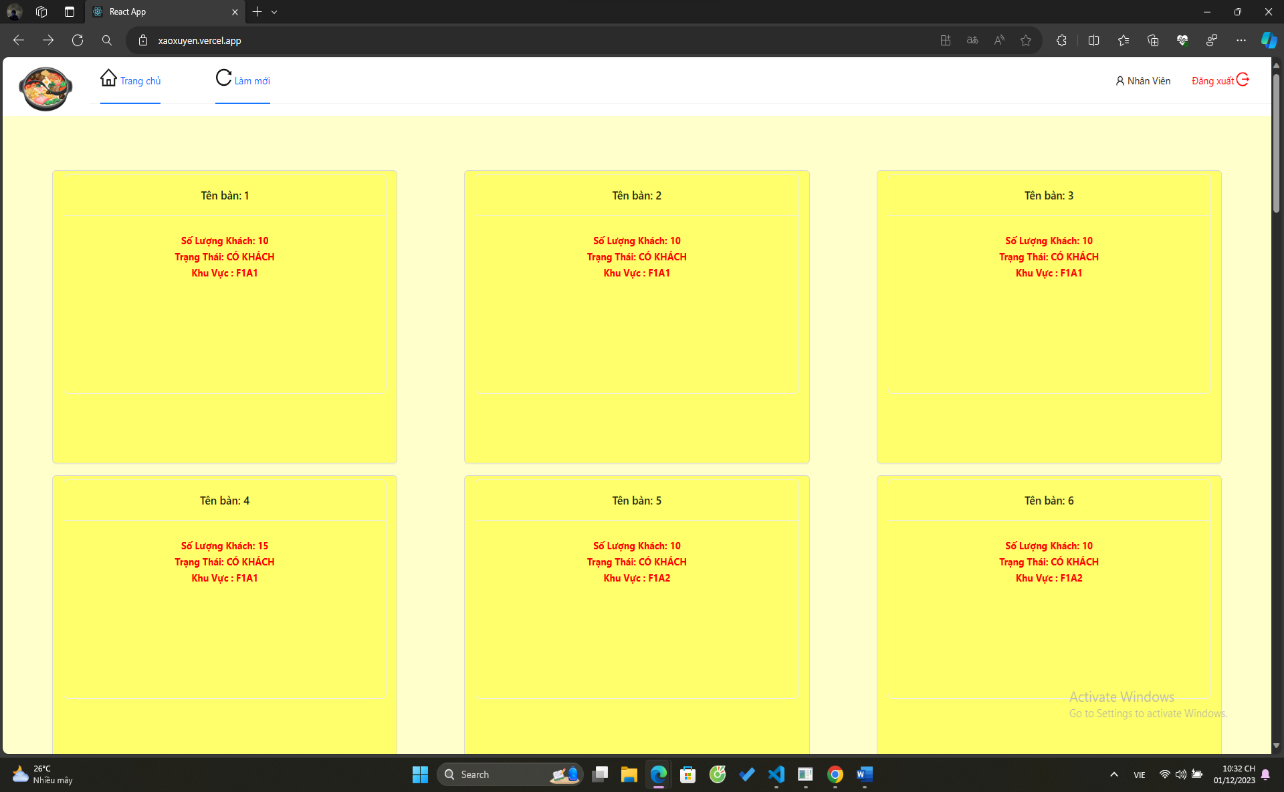 React App
xaoxuyen.vercel.app
Trang chủ
Làm mới
Nhân Viên
Đăng xuất
Tên bàn: 1
Số Lượng Khách: 10
Trạng Thái: CÓ KHÁCH
Khu Vực : F1A1
Tên bàn: 2
Số Lượng Khách: 10
Trạng Thái: CÓ KHÁCH
Khu Vực : F1A1
Tên bàn: 3
Số Lượng Khách: 10
Trạng Thái: CÓ KHÁCH
Khu Vực : F1A1
Tên bàn: 4
Số Lượng Khách: 15
Trạng Thái: CÓ KHÁCH
Khu Vực : F1A1
Tên bàn: 5
Số Lượng Khách: 10
Trạng Thái: CÓ KHÁCH
Khu Vực : F1A2
Tên bàn: 6
Số Lượng Khách: 10
Trạng Thái: CÓ KHÁCH
Khu Vực : F1A2
Activate Windows
Go to Settings to activate Windows.
26°C
Nhiều mây
Search
VIE
10:32 CH
01/12/2023